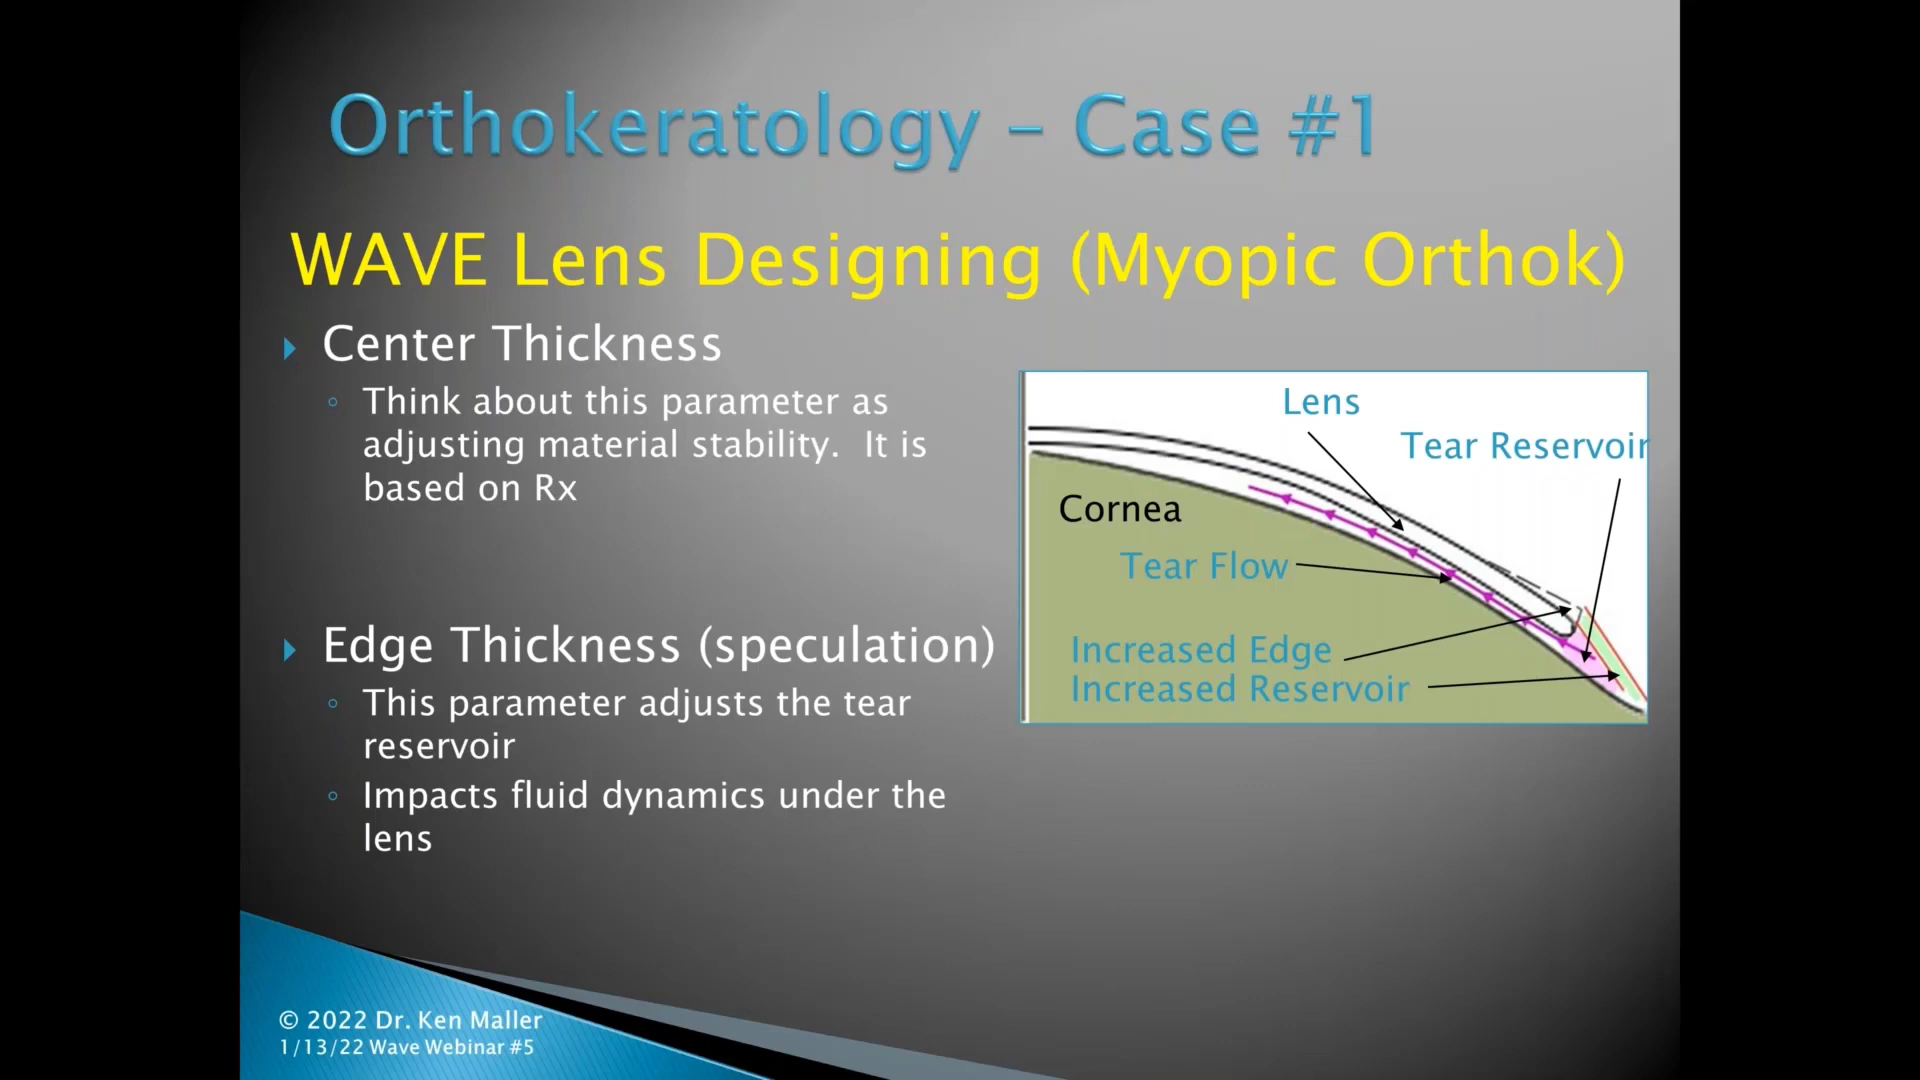 Orthokeratology – Case #1
WAVE Lens Designing (Myopic Orthok)
Center Thickness
Think about this parameter as
adjusting material stability.  It is
based on Rx
Edge Thickness (speculation)
This parameter adjusts the tear
reservoir
Impacts fluid dynamics under the
lens
Lens
Tear Reservoir
Cornea
Tear Flow
Increased Edge
Increased Reservoir
© 2022 Dr. Ken Maller
1/13/22 Wave Webinar #5